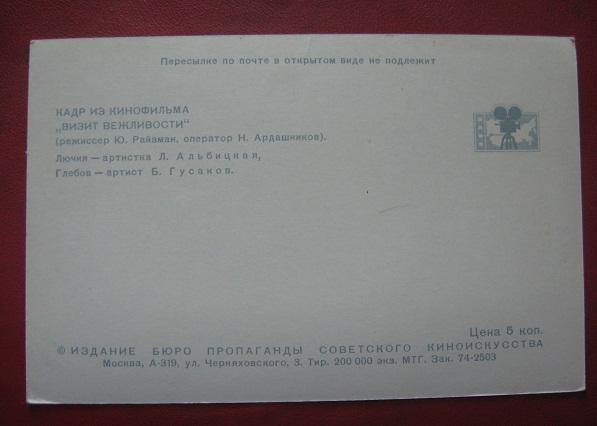 Пересылке по почте в открытом виде не подлежит
КАДР ИЗ КИНОФИЛЬМА
„ВИЗИТ ВЕЖЛИВОСТИ“
(режиссер Ю. Райзман, оператор Н. Ардашников).
Лючия — артистка Л. Альбицкая,
Глебов — артист Б. Гусаков.
Цена 5 коп.
© ИЗДАНИЕ БЮРО ПРОПАГАНДЫ СОВЕТСКОГО КИНОИСКУССТВА
Москва, А-319, ул. Черняховского, 3. Тир. 200 000 экз. МТГ. Зак. 74-2503